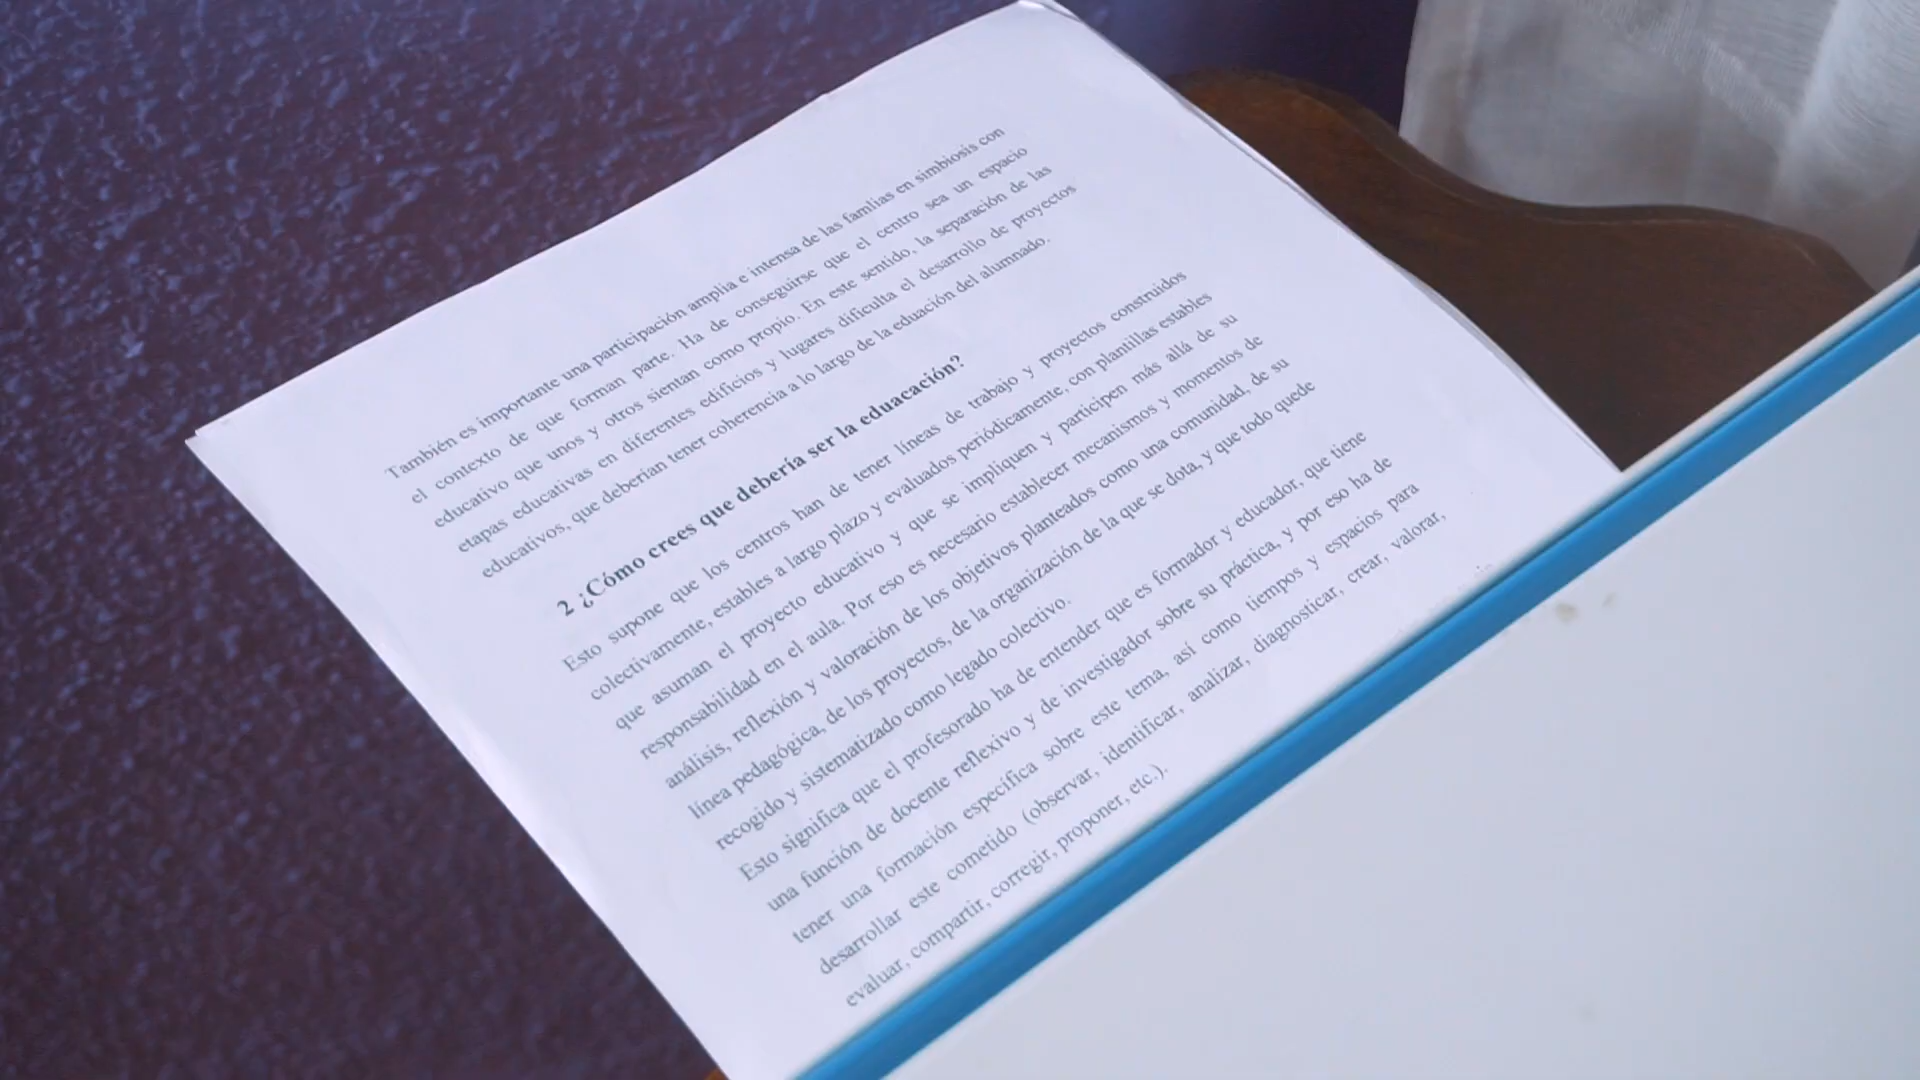 También es importante una participación amplia e intensa de las famlias en simbiosis con
el contexto de que forman parte. Ha de conseguirse que el centro sea un espacio
educativo que unos y otros sientan como propio. En este sentido, la separación de las
etapas educativas en diferentes edificios y lugares dificulta el desarrollo de proyectos
educativos, que deberían tener coherencia a lo largo de la eduación del alumnado.
2 ¿Cómo crees que debería ser la eduacación?
Esto supone que los centros han de tener líneas de trabajo y proyectos construidos
colectivamente, estables a largo plazo y evaluados periódicamente, con plantillas estables
que asuman el proyecto educativo y que se impliquen y participen más allá de su
responsabilidad en el aula. Por eso es necesario establecer mecanismos y momentos de
análisis, reflexión y valoración de los objetivos planteados como una comunidad, de su
línea pedagógica, de los proyectos, de la organización de la que se dota, y que todo quede
recogido y sistematizado como legado colectivo.
Esto significa que el profesorado ha de entender que es formador y educador, que tiene
una función de docente reflexivo y de investigador sobre su práctica, y por eso ha de
tener una formación específica sobre este tema, así como tiempos y espacios para
desarrollar este cometido (observar, identificar, analizar, diagnosticar, crear, valorar,
evaluar, compartir, corregir, proponer, etc.).